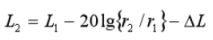 L₂ = L₁ − 20lg{r₂ / r₁} − ΔL